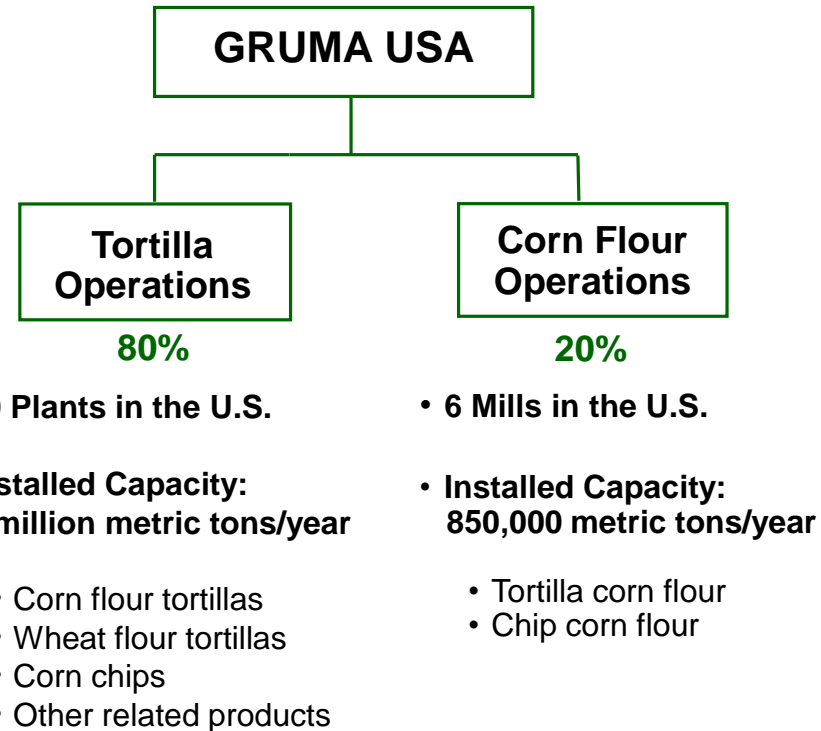 GRUMA USA
Tortilla
Operations
80%
Plants in the U.S.
Capacity:
million metric tons/year
• Corn flour tortillas
• Wheat flour tortillas
• Corn chips
• Other related products
Corn Flour
Operations
20%
• 6 Mills in the U.S.
• Installed Capacity:
850,000 metric tons/year
• Tortilla corn flour
• Chip corn flour